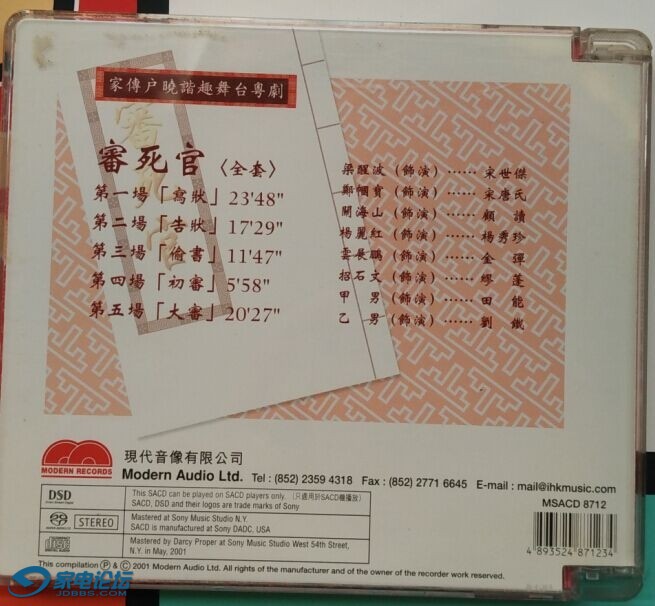 家傳户曉諧趣舞台粵劇
審死官〈全套〉
第一場「寫狀」23'48"
第二場「告狀」17'29"
第三場「偷書」11'47"
第四場「初審」5'58"
第五場「大審」20'27"
梁醒波(飾演)⋯⋯宋世傑
鄭幗寶(飾演)⋯⋯宋唐氏
關海山(飾演)⋯⋯顧讀
楊麗紅(飾演)⋯⋯楊秀珍
雲展鵬(飾演)⋯⋯金彈
招石文(飾演)⋯⋯繆蓬
甲男(飾演)⋯⋯田能
乙男(飾演)⋯⋯劉鐵
MODERN RECORDS
現代音像有限公司
Modern Audio Ltd. Tel : (852) 2359 4318 Fax : (852) 2771 6645 E-mail : mail@ihkmusic.com
MSACD 8712
DSD
This SACD can be played on SACD players only. (只適用於SACD機播放)
SACD, DSD and their logos are trade marks of Sony
STEREO
Mastered at Sony Music Studio N.Y.
SACD is manufactured at Sony DADC, USA
Mastered by Darcy Proper at Sony Music Studio West 54th Street,
N.Y. in May, 2001
4 893524 871234
This compilation Ⓟ & © 2001 Modern Audio Ltd. All rights of the manufacturer and of the owner of the recorder work reserved.
家电论坛
JDBBS.COM